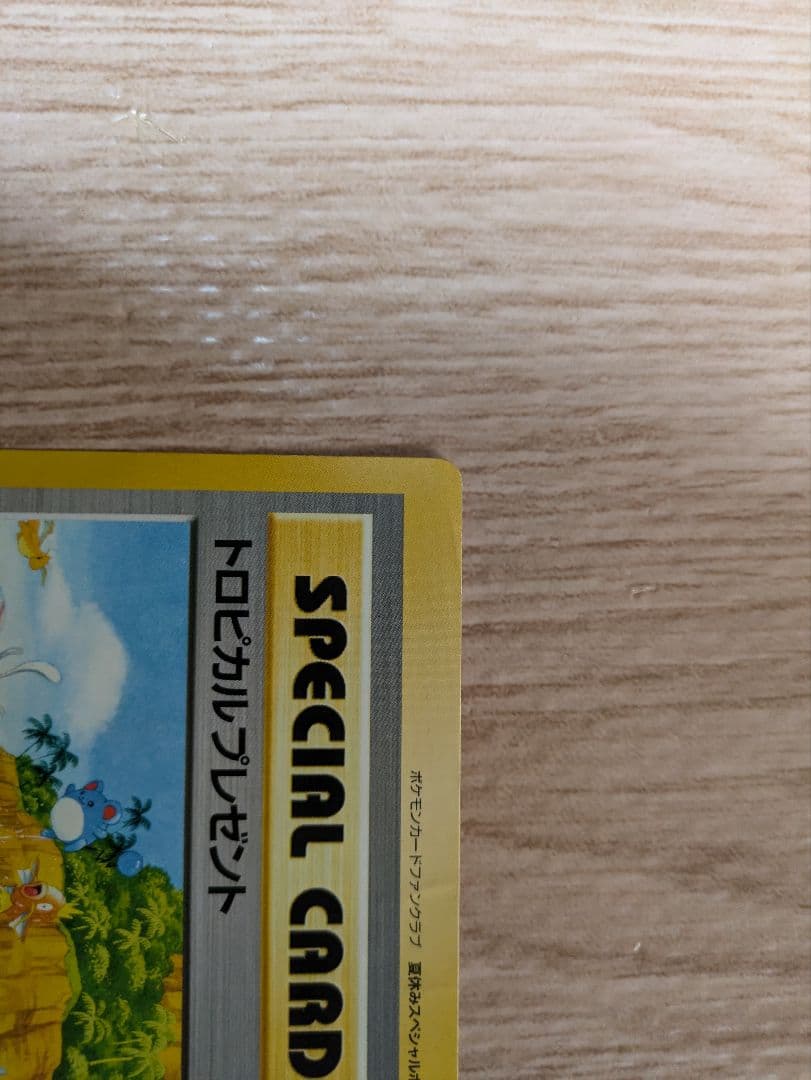 ポケモンカードファンクラブ 夏休みスペシャル
SPECIAL CARD
トロピカルプレゼント